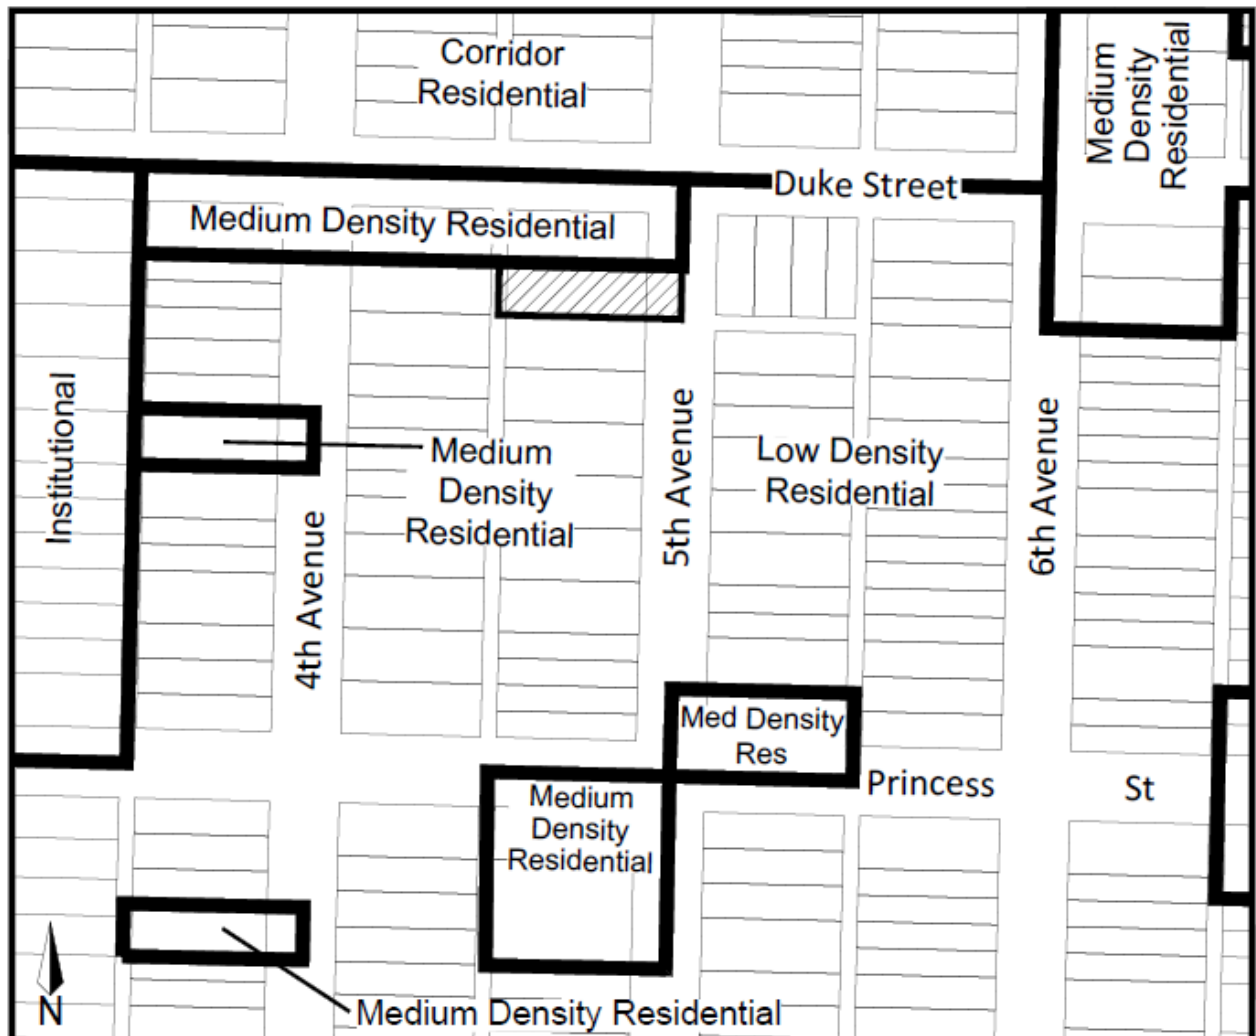 Corridor
Residential
Medium
Density
Residential
Duke Street
Medium Density Residential
Institutional
Medium
Density
Residential
4th Avenue
5th Avenue
Low Density
Residential
6th Avenue
Med Density
Res
Princess St
Medium
Density
Residential
Medium Density Residential
N